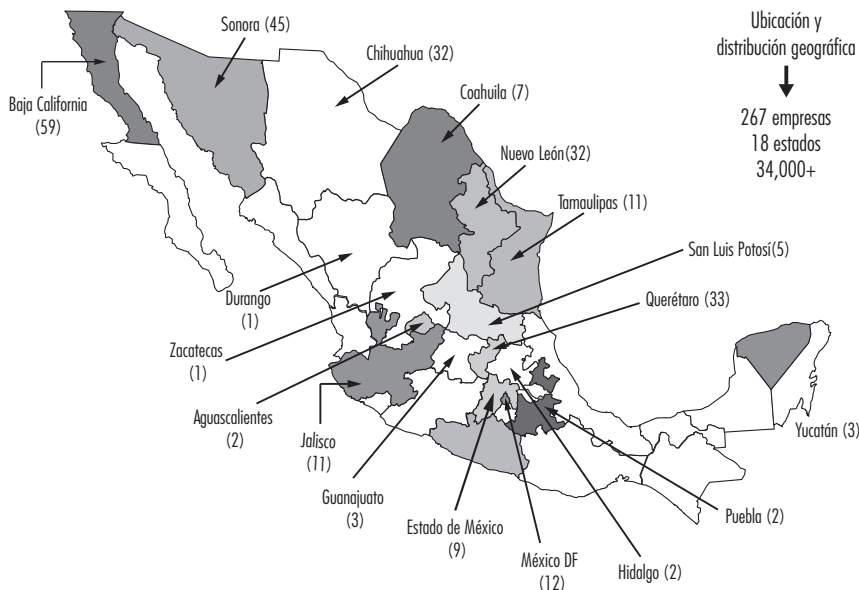 Ubicación y
distribución geográfica
267 empresas
18 estados
34,000+
Sonora (45)
Chihuahua (32)
Baja California
(59)
Coahuila (7)
Nuevo León(32)
Tamaulipas (11)
San Luis Potosí(5)
Durango
(1)
Querétaro (33)
Zacatecas
(1)
Aguascalientes
(2)
Jalisco
(11)
Yucatán (3)
Guanajuato
(3)
Estado de México
(9)
Puebla (2)
México DF
(12)
Hidalgo (2)